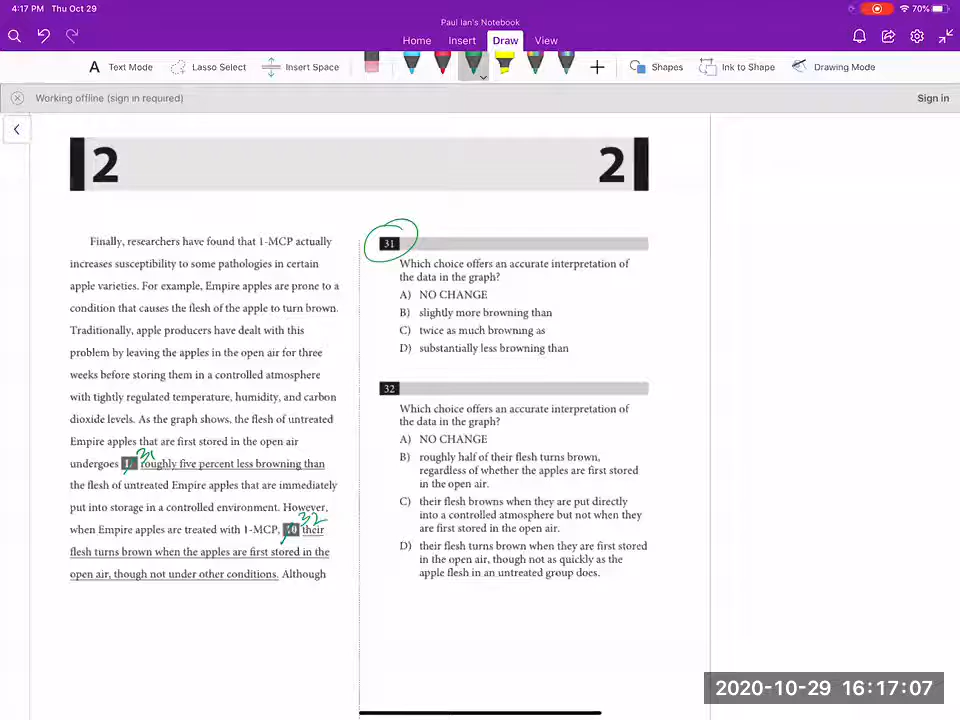 4:17 PM Thu Oct 29
70%
Paul Ian's Notebook
Home Insert Draw View
Text Mode Lasso Select Insert Space Shapes Ink to Shape Drawing Mode
Working offline (sign in required) Sign in
2 2
Finally, researchers have found that 1-MCP actually
increases susceptibility to some pathologies in certain
apple varieties. For example, Empire apples are prone to a
condition that causes the flesh of the apple to turn brown.
Traditionally, apple producers have dealt with this
problem by leaving the apples in the open air for three
weeks before storing them in a controlled atmosphere
with tightly regulated temperature, humidity, and carbon
dioxide levels. As the graph shows, the flesh of untreated
Empire apples that are first stored in the open air
31
undergoes roughly five percent less browning than
the flesh of untreated Empire apples that are immediately
put into storage in a controlled environment. However,
32
when Empire apples are treated with 1-MCP, their
flesh turns brown when the apples are first stored in the
open air, though not under other conditions. Although
31
Which choice offers an accurate interpretation of
the data in the graph?
A) NO CHANGE
B) slightly more browning than
C) twice as much browning as
D) substantially less browning than
32
Which choice offers an accurate interpretation of
the data in the graph?
A) NO CHANGE
B) roughly half of their flesh turns brown,
regardless of whether the apples are first stored
in the open air.
C) their flesh browns when they are put directly
into a controlled atmosphere but not when they
are first stored in the open air.
D) their flesh turns brown when they are first stored
in the open air, though not as quickly as the
apple flesh in an untreated group does.
2020-10-29 16:17:07